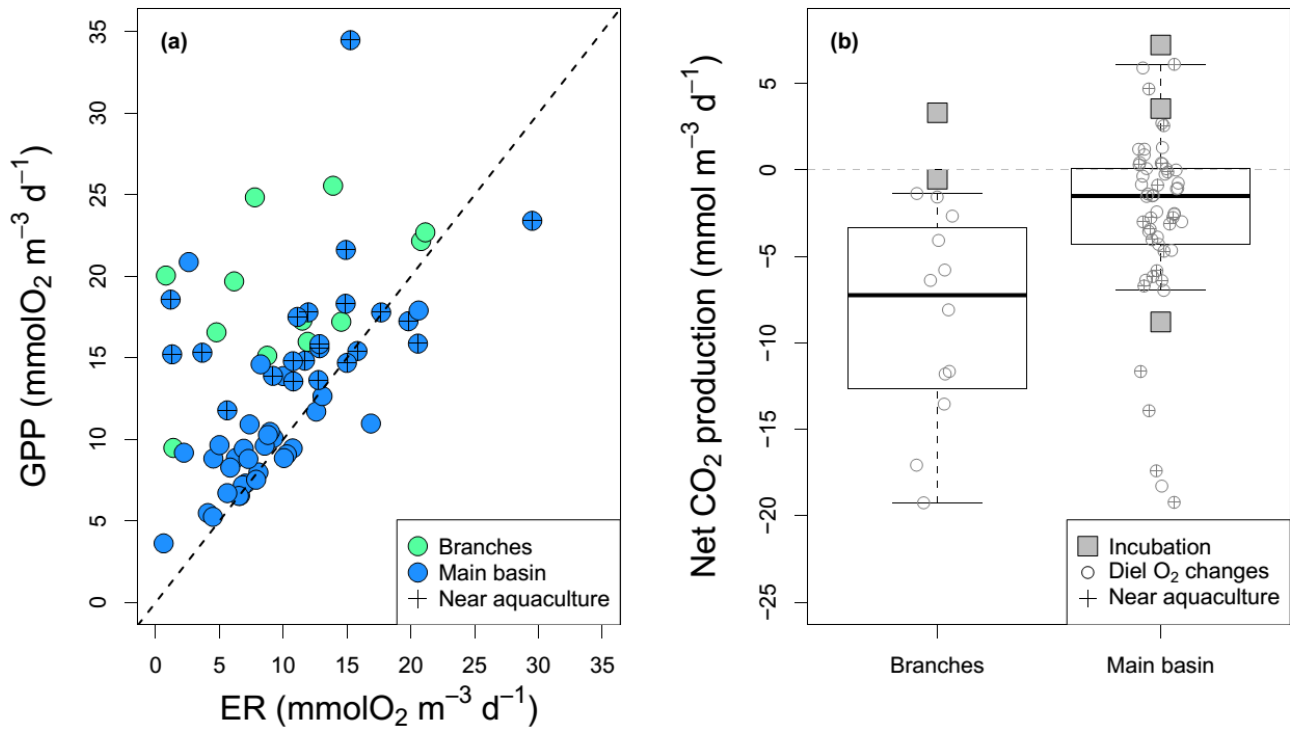 (a)
GPP (mmolO₂ m⁻³ d⁻¹)
35
30
25
20
15
10
5
0
Branches
Main basin
Near aquaculture
0 5 10 15 20 25 30 35
ER (mmolO₂ m⁻³ d⁻¹)
(b)
Net CO₂ production (mmol m⁻³ d⁻¹)
5
0
−5
−10
−15
−20
−25
Incubation
Diel O₂ changes
Near aquaculture
Branches Main basin